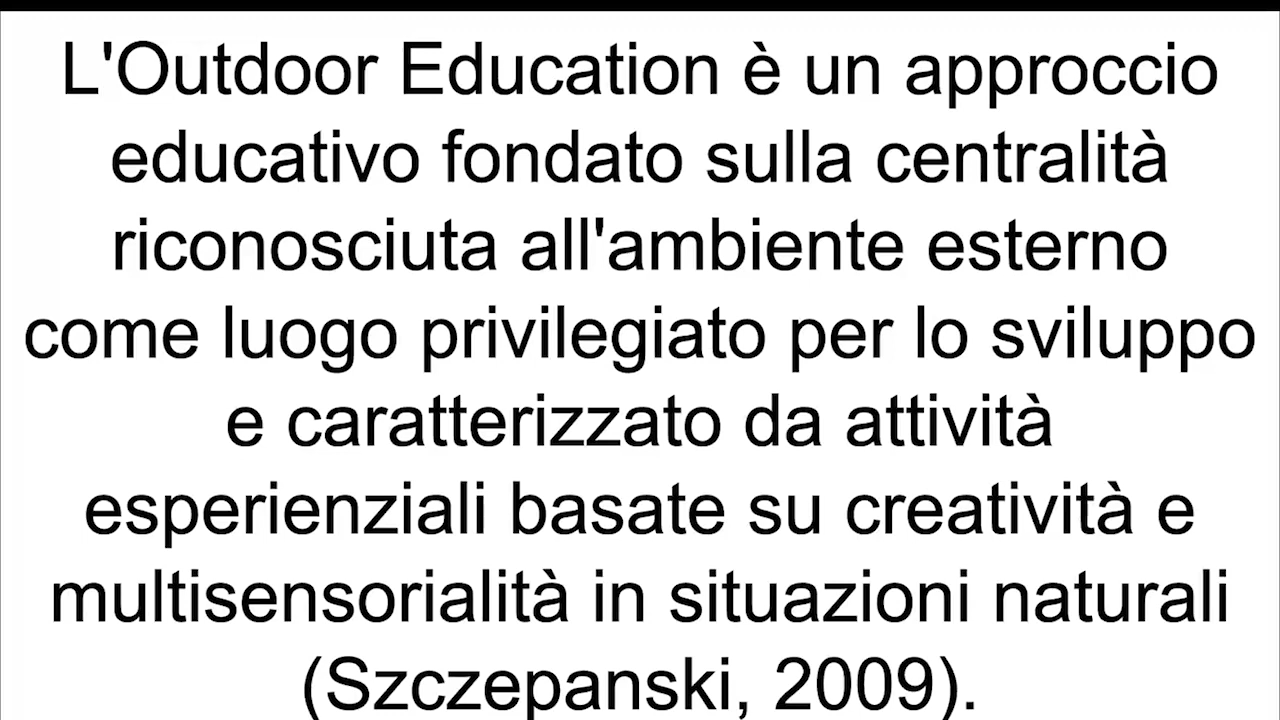 L'Outdoor Education è un approccio
educativo fondato sulla centralità
riconosciuta all'ambiente esterno
come luogo privilegiato per lo sviluppo
e caratterizzato da attività
esperienziali basate su creatività e
multisensorialità in situazioni naturali
(Szczepanski, 2009).